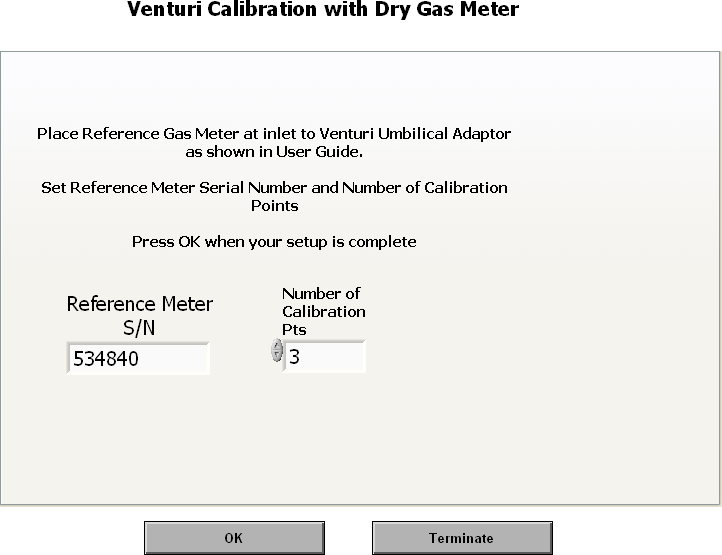 Venturi Calibration with Dry Gas Meter
Place Reference Gas Meter at inlet to Venturi Umbilical Adaptor
as shown in User Guide.
Set Reference Meter Serial Number and Number of Calibration
Points
Press OK when your setup is complete
Reference Meter
S/N
534840
Number of
Calibration
Pts
3
OK
Terminate